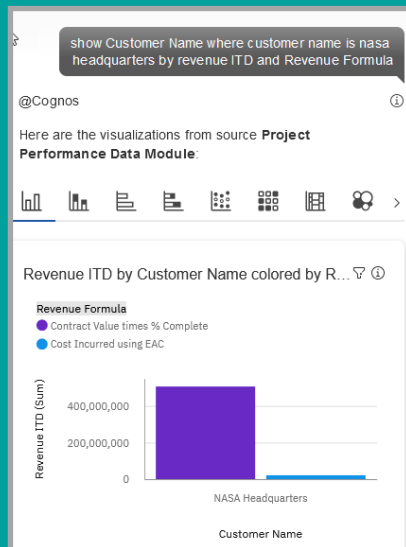 show Customer Name where customer name is nasa
headquarters by revenue ITD and Revenue Formula
@Cognos
Here are the visualizations from source Project
Performance Data Module:
Revenue ITD by Customer Name colored by R...
Revenue Formula
Contract Value times % Complete
Cost Incurred using EAC
Revenue ITD (Sum)
400,000,000
200,000,000
0
NASA Headquarters
Customer Name